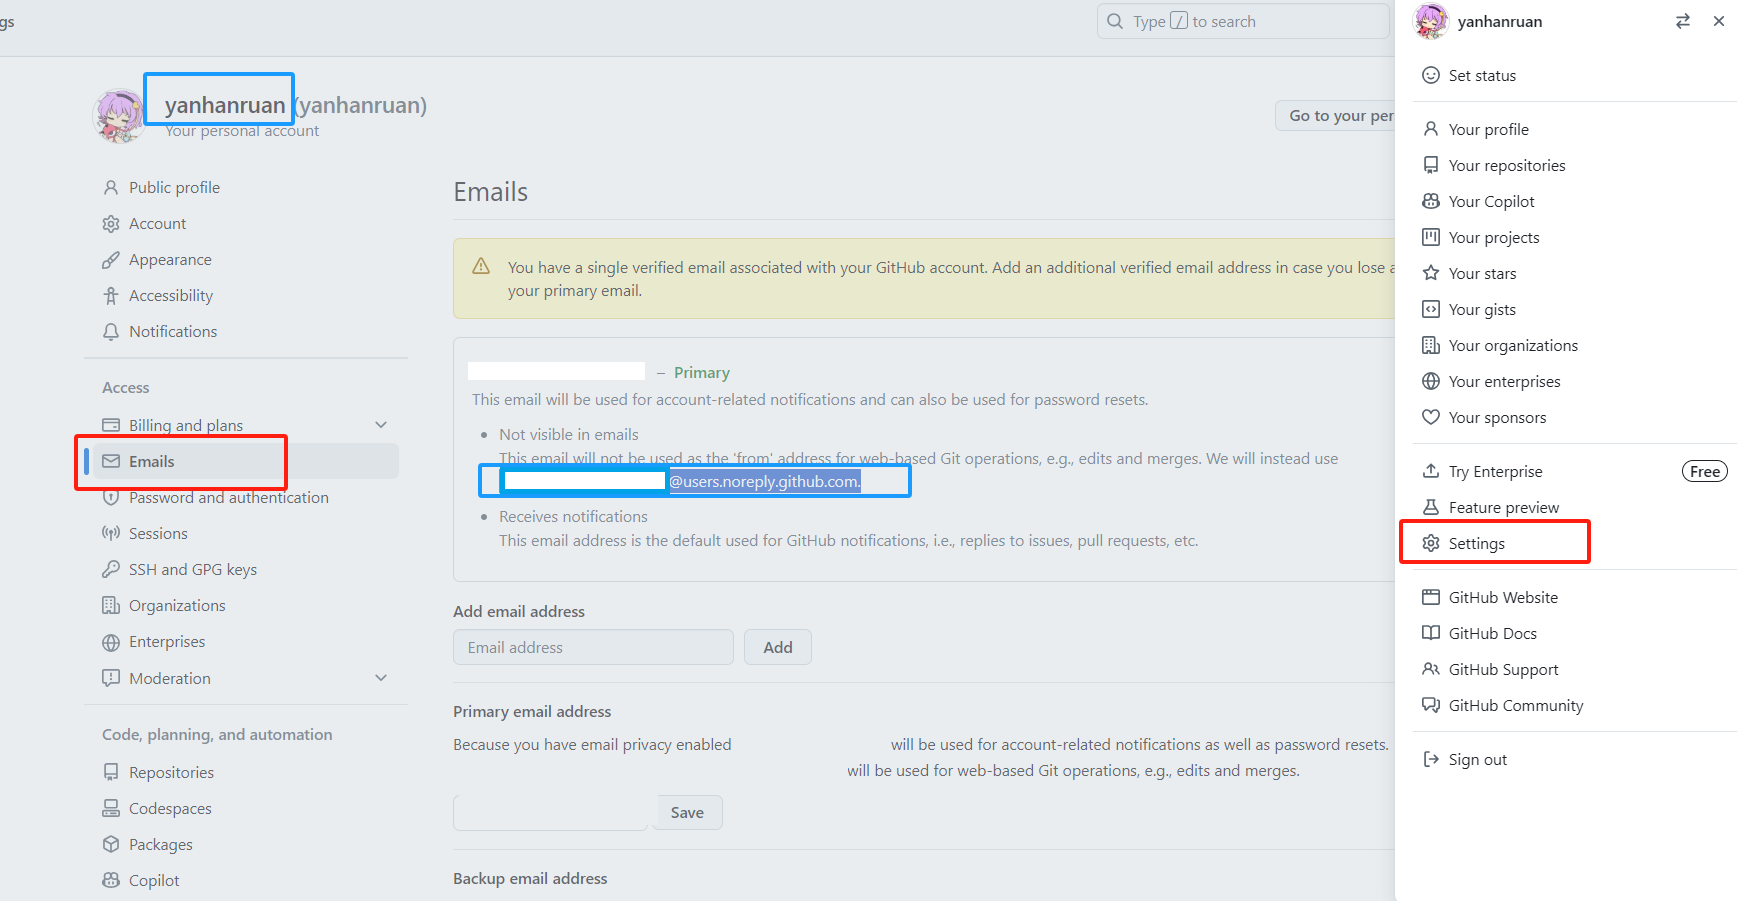 gs
Type / to search
yanhanruan (yanhanruan)
Your personal account
Go to your per
Public profile
Account
Appearance
Accessibility
Notifications
Access
Billing and plans
Emails
Password and authentication
Sessions
SSH and GPG keys
Organizations
Enterprises
Moderation
Code, planning, and automation
Repositories
Codespaces
Packages
Copilot
Emails
You have a single verified email associated with your GitHub account. Add an additional verified email address in case you lose a
your primary email.
– Primary
This email will be used for account-related notifications and can also be used for password resets.
• Not visible in emails
This email will not be used as the 'from' address for web-based Git operations, e.g., edits and merges. We will instead use
@users.noreply.github.com.
• Receives notifications
This email address is the default used for GitHub notifications, i.e., replies to issues, pull requests, etc.
Add email address
Email address
Add
Primary email address
Because you have email privacy enabled will be used for account-related notifications as well as password resets.
will be used for web-based Git operations, e.g., edits and merges.
Save
Backup email address
yanhanruan
Set status
Your profile
Your repositories
Your Copilot
Your projects
Your stars
Your gists
Your organizations
Your enterprises
Your sponsors
Try Enterprise Free
Feature preview
Settings
GitHub Website
GitHub Docs
GitHub Support
GitHub Community
Sign out